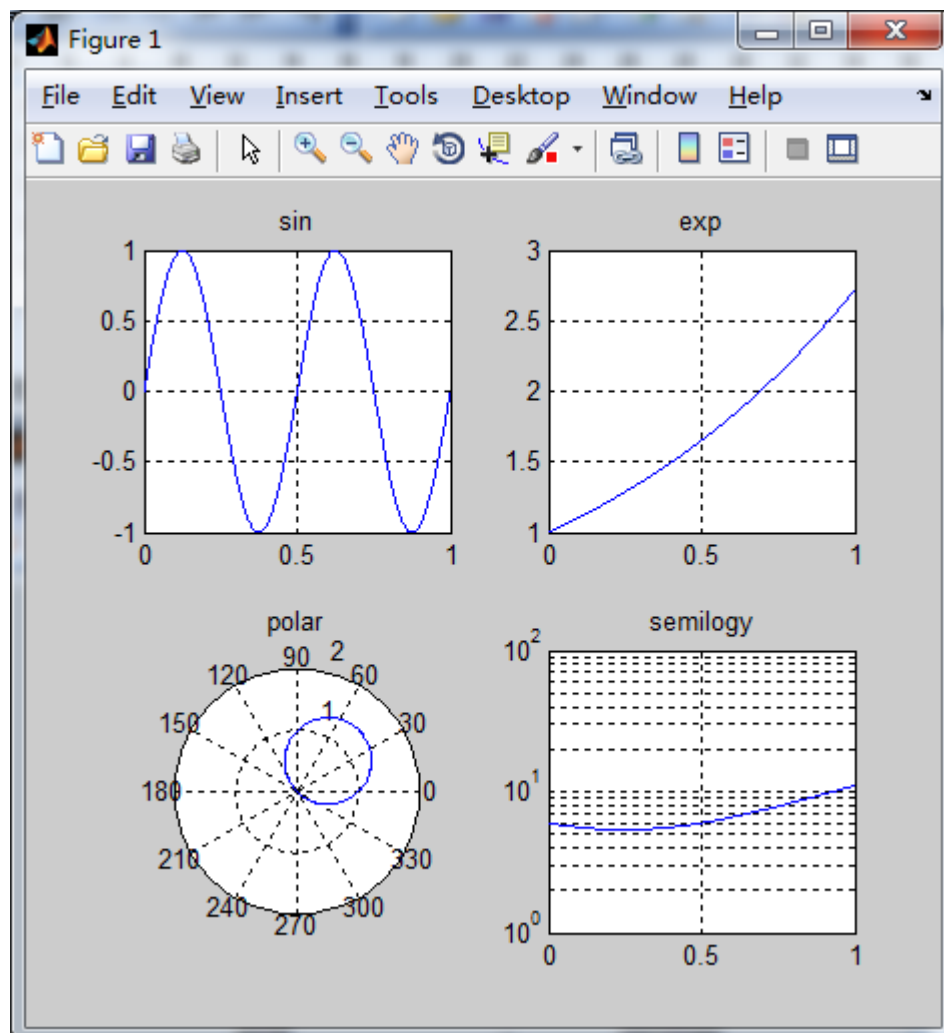 Figure 1
File Edit View Insert Tools Desktop Window Help
sin
1
0.5
0
-0.5
-1
0 0.5 1
exp
3
2.5
2
1.5
1
0 0.5 1
polar
90 2
120 60
1
150 30
180 0
210 330
240 300
270
semilogy
10^2
10^1
10^0
0 0.5 1